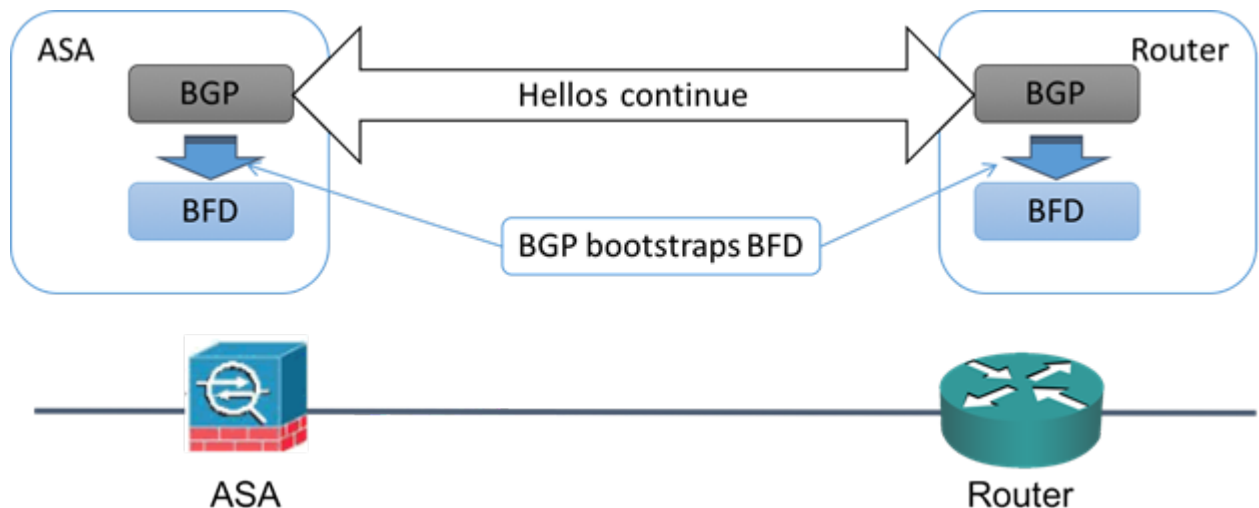 ASA
Router
BGP
Hellos continue
BGP
BFD
BFD
BGP bootstraps BFD
ASA
Router